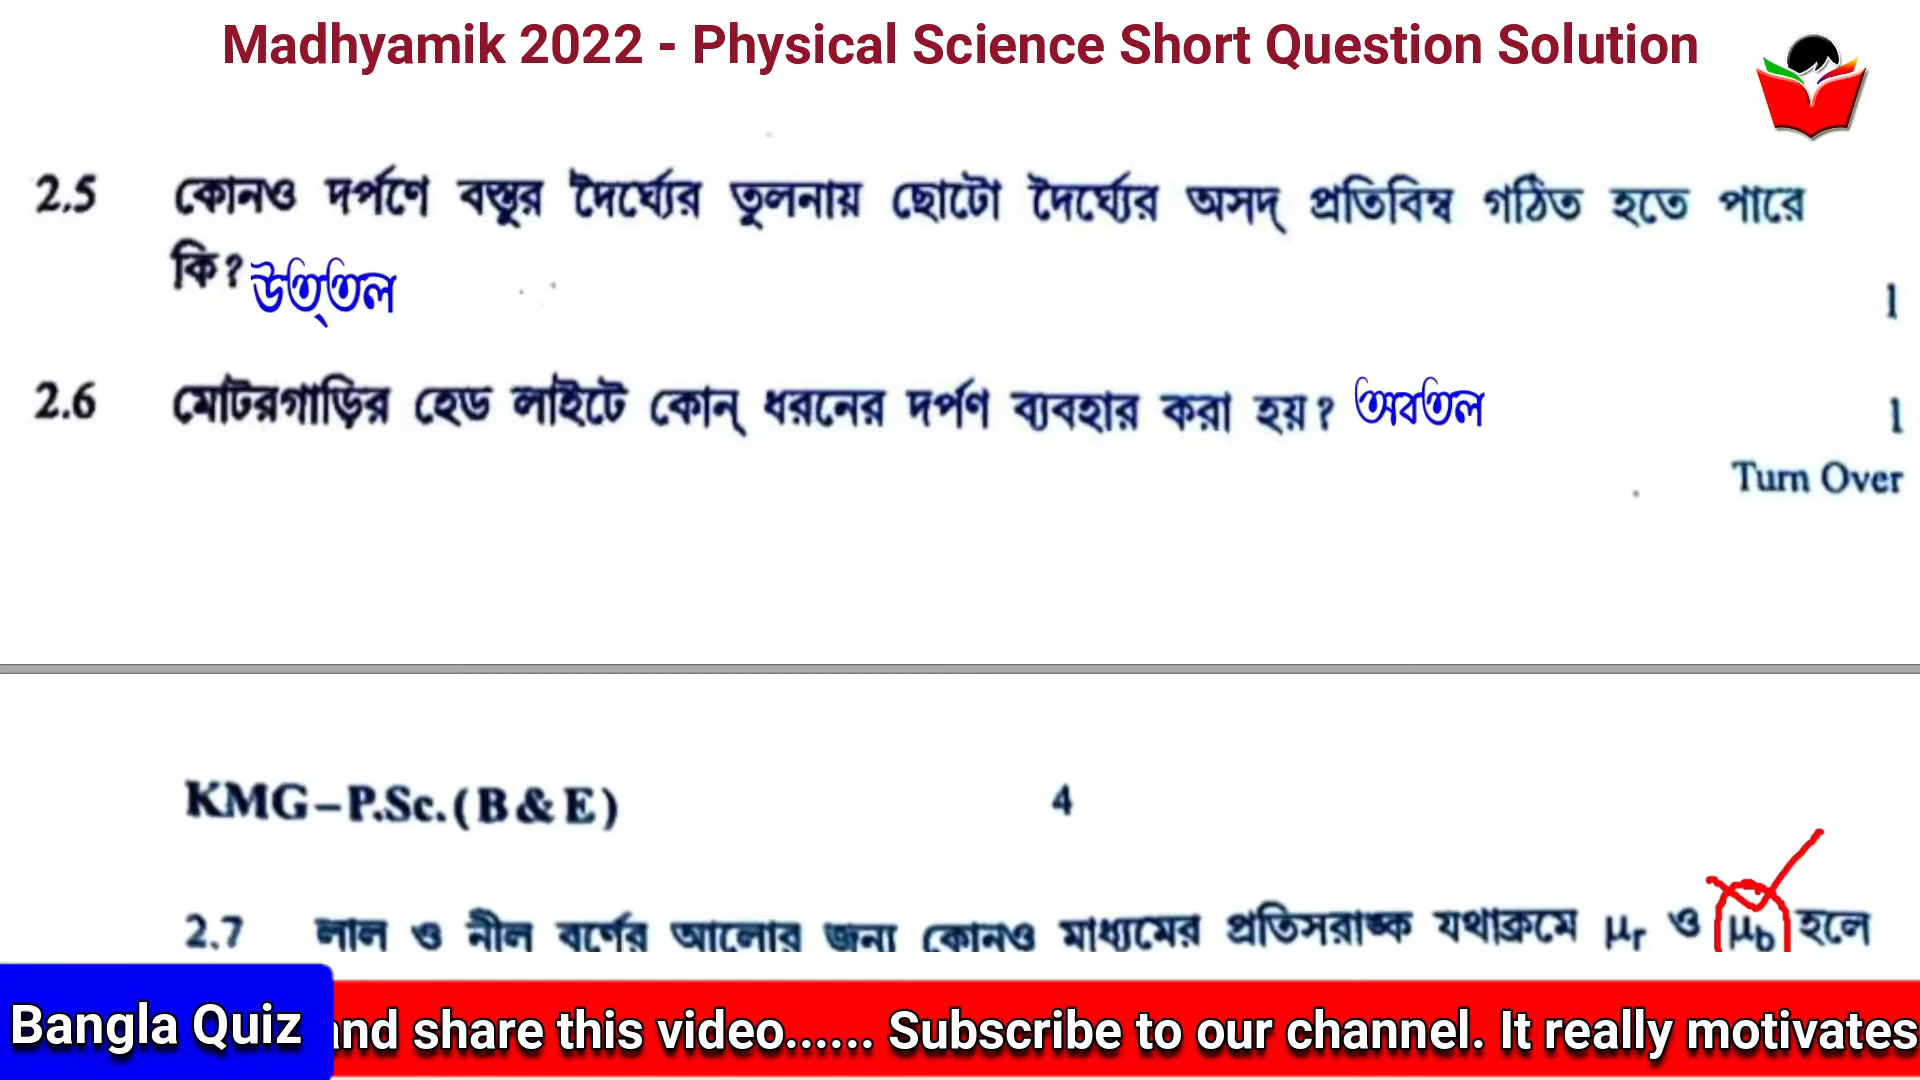 Madhyamik 2022 - Physical Science Short Question Solution
2.5 কোনও দর্পণে বস্তুর দৈর্ঘ্যের তুলনায় ছোটো দৈর্ঘ্যের অসদ্ প্রতিবিম্ব গঠিত হতে পারে
কি? উত্তল 1
2.6 মোটরগাড়ির হেড লাইটে কোন্ ধরনের দর্পণ ব্যবহার করা হয়? অবতল 1
Turn Over
KMG–P.Sc.(B&E) 4
2.7 লাল ও নীল বর্ণের আলোর জন্য কোনও মাধ্যমের প্রতিসরাঙ্ক যথাক্রমে μr ও μb হলে
Bangla Quiz and share this video...... Subscribe to our channel. It really motivates